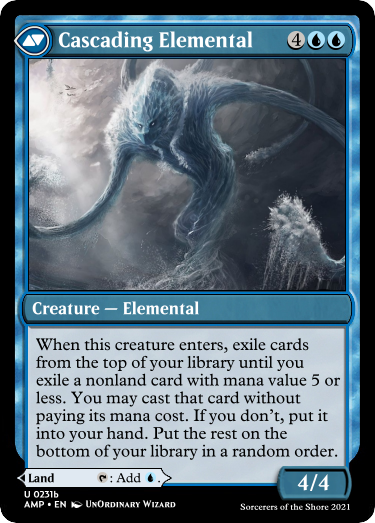 Cascading Elemental 4
Creature — Elemental
When this creature enters, exile cards
from the top of your library until you
exile a nonland card with mana value 5 or
less. You may cast that card without
paying its mana cost. If you don't, put it
into your hand. Put the rest on the
bottom of your library in a random order.
Land : Add .
4/4
U 0231b
AMP • EN UnOrdinary Wizard
Sorcerers of the Shore 2021